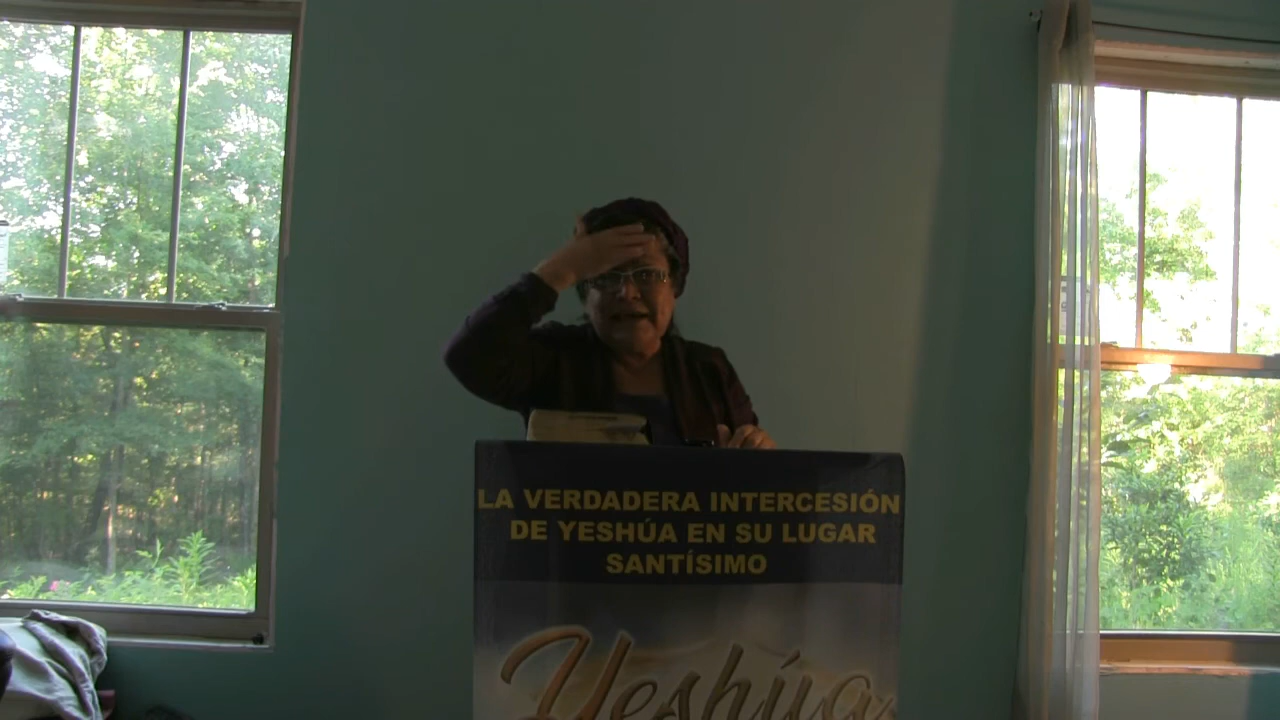 LA VERDADERA INTERCESIÓN
DE YESHÚA EN SU LUGAR
SANTÍSIMO
Yeshúa